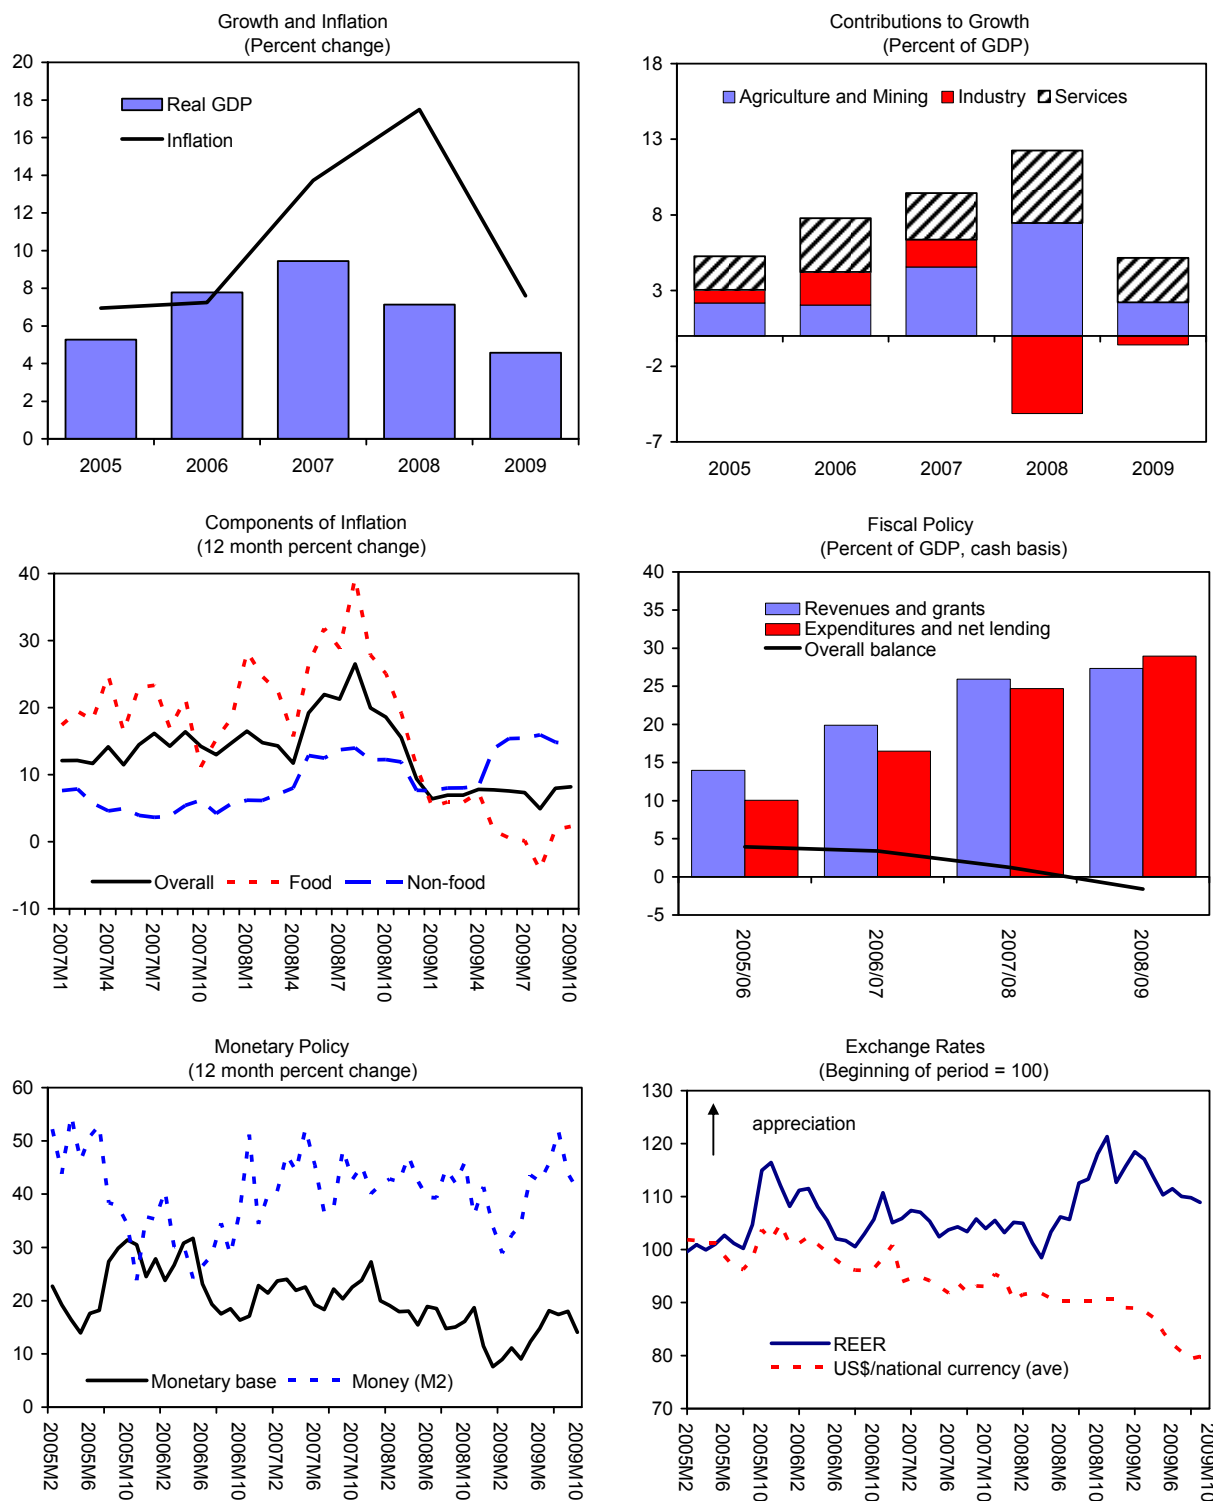 Growth and Inflation
(Percent change)
20
18
16
14
12
10
8
6
4
2
0
Real GDP
Inflation
2005
2006
2007
2008
2009
Contributions to Growth
(Percent of GDP)
18
13
8
3
-2
-7
Agriculture and Mining
Industry
Services
2005
2006
2007
2008
2009
Components of Inflation
(12 month percent change)
40
30
20
10
0
-10
Overall
Food
Non-food
2007M1
2007M4
2007M7
2007M10
2008M1
2008M4
2008M7
2008M10
2009M1
2009M4
2009M7
2009M10
Fiscal Policy
(Percent of GDP, cash basis)
40
35
30
25
20
15
10
5
0
-5
Revenues and grants
Expenditures and net lending
Overall balance
2005/06
2006/07
2007/08
2008/09
Monetary Policy
(12 month percent change)
60
50
40
30
20
10
0
Monetary base
Money (M2)
2005M2
2005M6
2005M10
2006M2
2006M6
2006M10
2007M2
2007M6
2007M10
2008M2
2008M6
2008M10
2009M2
2009M6
2009M10
Exchange Rates
(Beginning of period = 100)
130
120
110
100
90
80
70
appreciation
REER
US$/national currency (ave)
2005M2
2005M6
2005M10
2006M2
2006M6
2006M10
2007M2
2007M6
2007M10
2008M2
2008M6
2008M10
2009M2
2009M6
2009M10